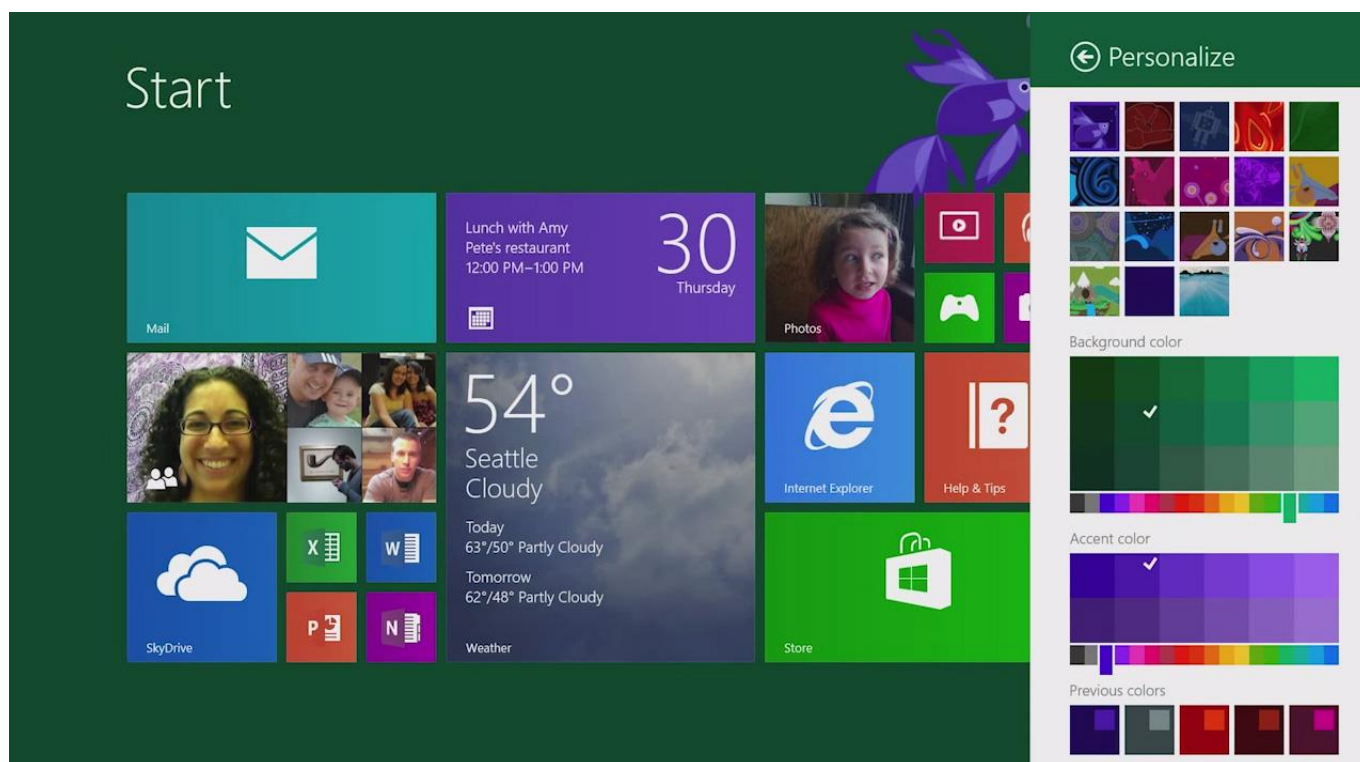 Start
Personalize
Mail
Lunch with Amy
Pete's restaurant
12:00 PM–1:00 PM
30
Thursday
Photos
54°
Seattle
Cloudy
Today
63°/50° Partly Cloudy
Tomorrow
62°/48° Partly Cloudy
Weather
Internet Explorer
?
Help & Tips
SkyDrive
X
W
P
N
Store
Background color
Accent color
Previous colors